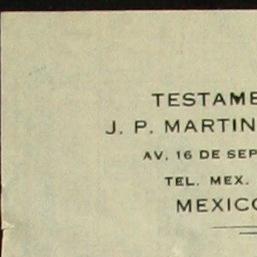 TESTAME
J. P. MARTIN
AV. 16 DE SEP
TEL. MEX.
MEXICO